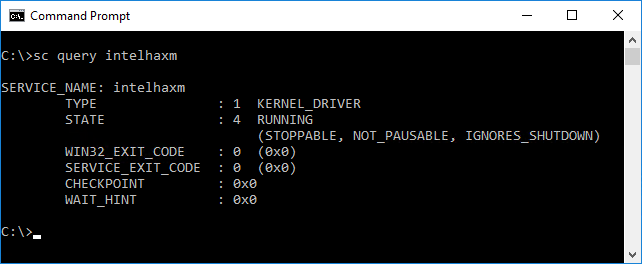 Command Prompt
C:\>sc query intelhaxm
SERVICE_NAME: intelhaxm
TYPE : 1 KERNEL_DRIVER
STATE : 4 RUNNING
(STOPPABLE, NOT_PAUSABLE, IGNORES_SHUTDOWN)
WIN32_EXIT_CODE : 0 (0x0)
SERVICE_EXIT_CODE : 0 (0x0)
CHECKPOINT : 0x0
WAIT_HINT : 0x0
C:\>